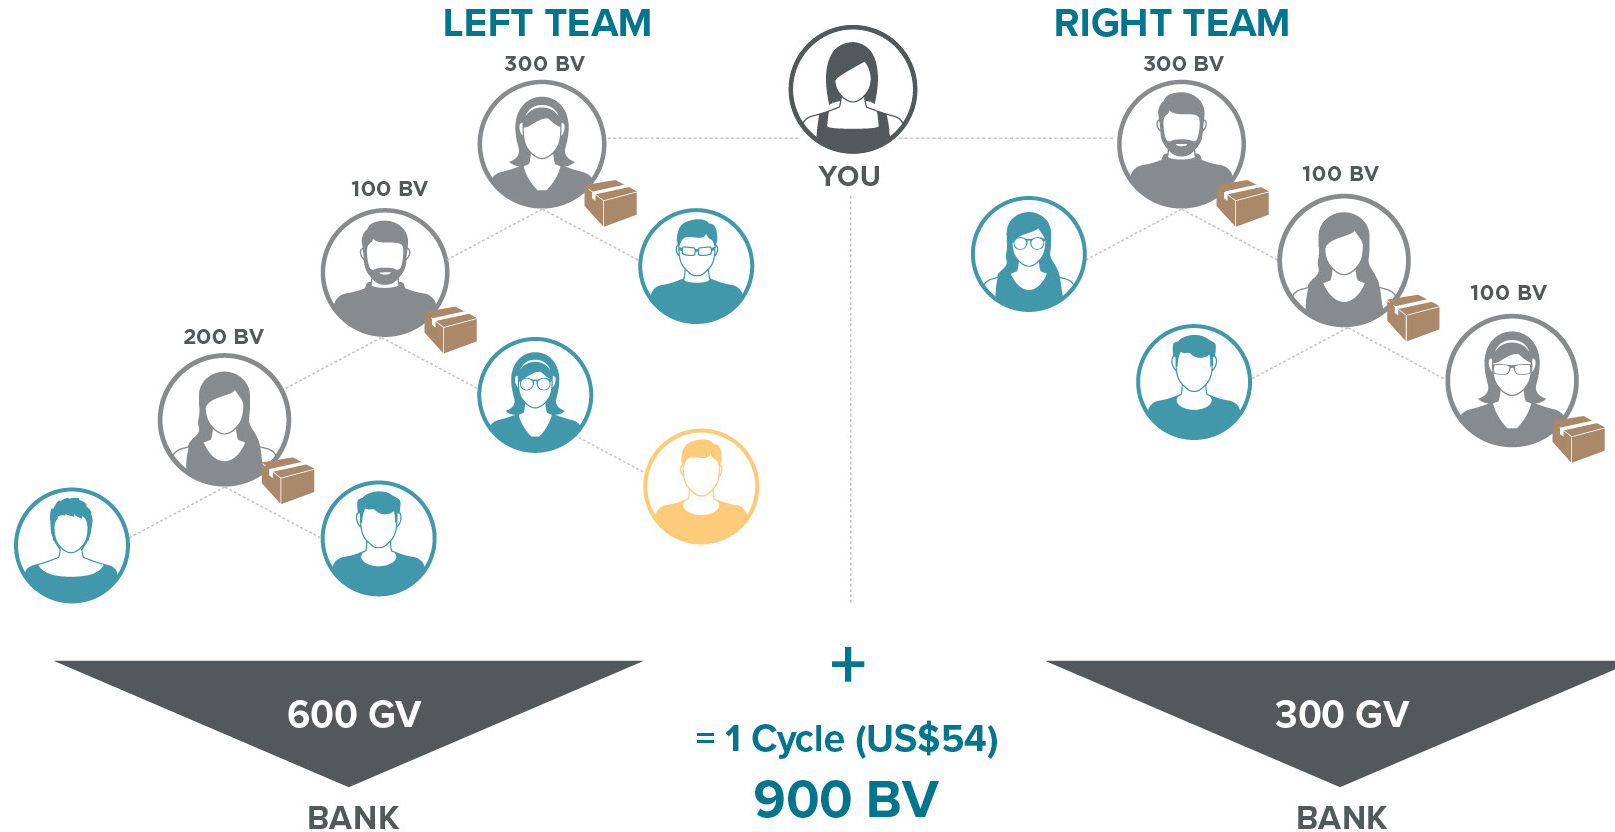 LEFT TEAM
RIGHT TEAM
300 BV
300 BV
YOU
100 BV
100 BV
200 BV
100 BV
+
600 GV
300 GV
= 1 Cycle (US$54)
900 BV
BANK
BANK